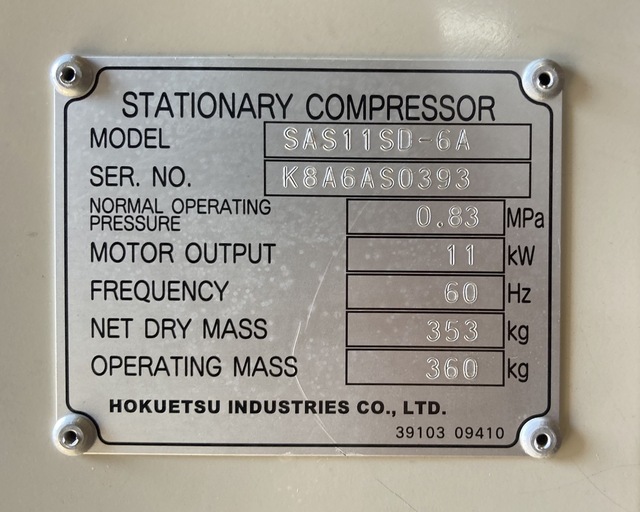 STATIONARY COMPRESSOR
MODEL SAS11SD-6A
SER. NO. K8A6AS0393
NORMAL OPERATING
PRESSURE 0.83 MPa
MOTOR OUTPUT 11 kW
FREQUENCY 60 Hz
NET DRY MASS 353 kg
OPERATING MASS 360 kg
HOKUETSU INDUSTRIES CO., LTD.
39103 09410